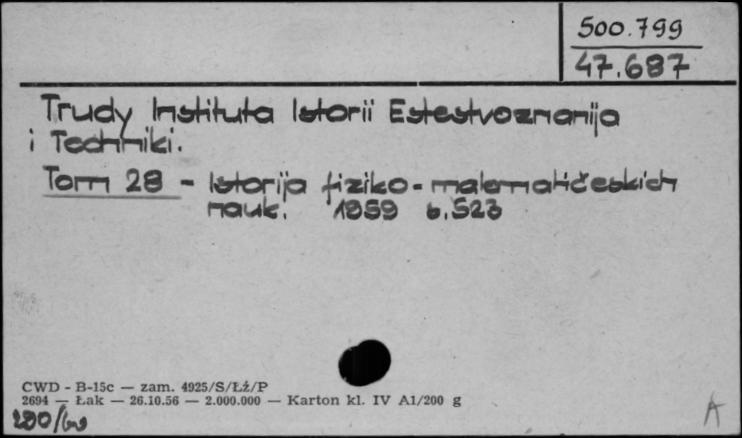 500.799
47.687
Trudy Instituta Istorii Estestvoznanija
i Techniki.
Tom 28 - Istorija fiziko-matematičeskich
nauk. 1959 s.523
CWD - B-15c — zam. 4925/S/Łź/P
2694 — Łak — 26.10.56 — 2.000.000 — Karton kl. IV A1/200 g
A